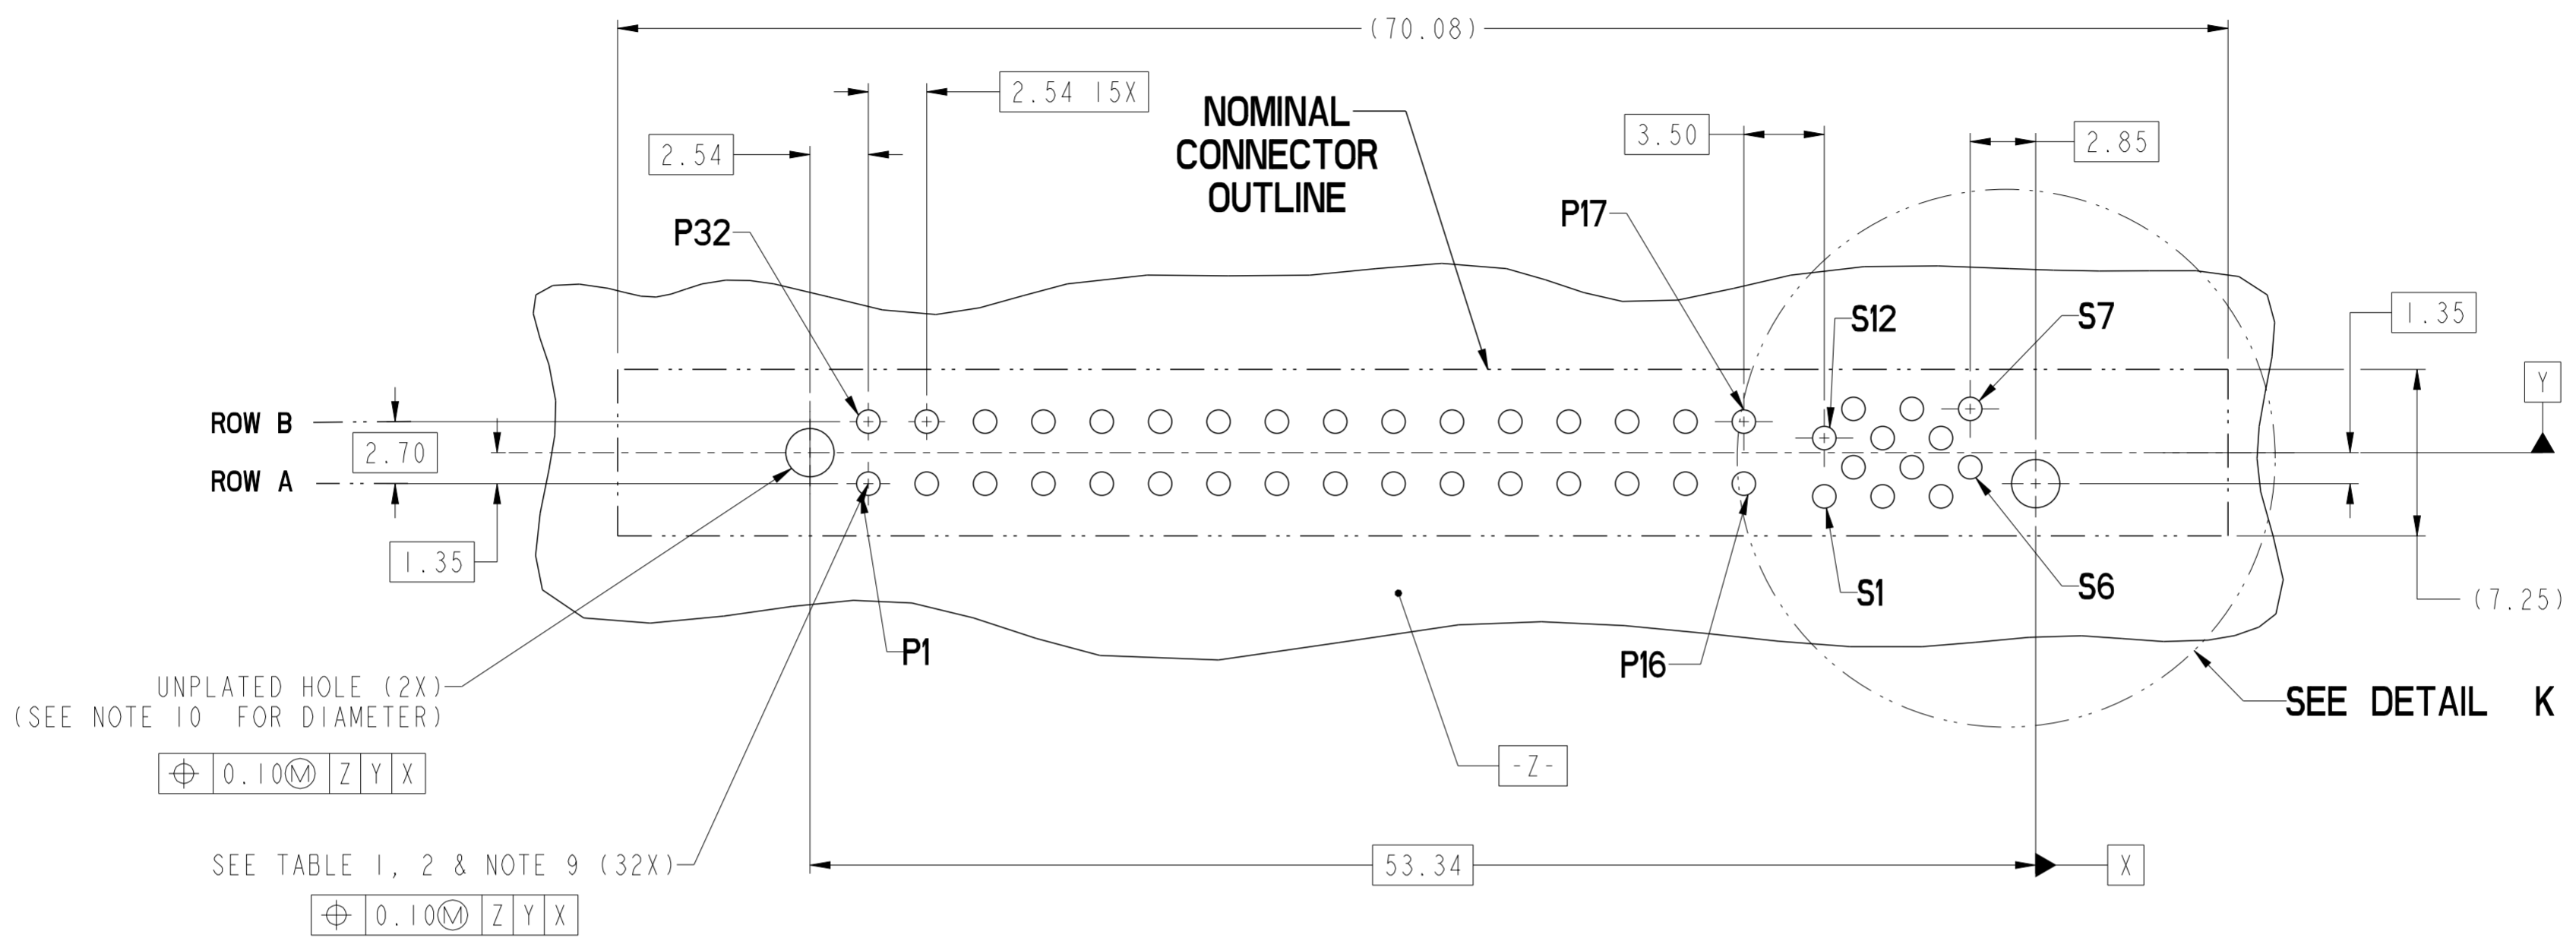 (70.08)
2.54 15X
NOMINAL
CONNECTOR
OUTLINE
3.50
2.85
2.54
P32
P17
S12
S7
1.35
Y
ROW B
2.70
ROW A
1.35
S1
S6
(7.25)
P1
P16
UNPLATED HOLE (2X)
(SEE NOTE 10 FOR DIAMETER)
SEE DETAIL K
⌖ 0.10Ⓜ Z Y X
-Z-
SEE TABLE 1, 2 & NOTE 9 (32X)
53.34
X
⌖ 0.10Ⓜ Z Y X